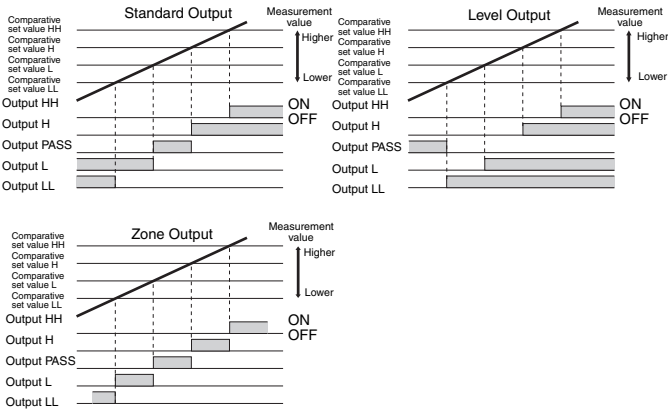 Standard Output
Measurement
value
Comparative
set value HH
Comparative
set value H
Comparative
set value L
Comparative
set value LL
Higher
Lower
Output HH
ON
OFF
Output H
Output PASS
Output L
Output LL
Level Output
Measurement
value
Comparative
set value HH
Comparative
set value H
Comparative
set value L
Comparative
set value LL
Higher
Lower
Output HH
ON
OFF
Output H
Output PASS
Output L
Output LL
Zone Output
Measurement
value
Comparative
set value HH
Comparative
set value H
Comparative
set value L
Comparative
set value LL
Higher
Lower
Output HH
ON
OFF
Output H
Output PASS
Output L
Output LL